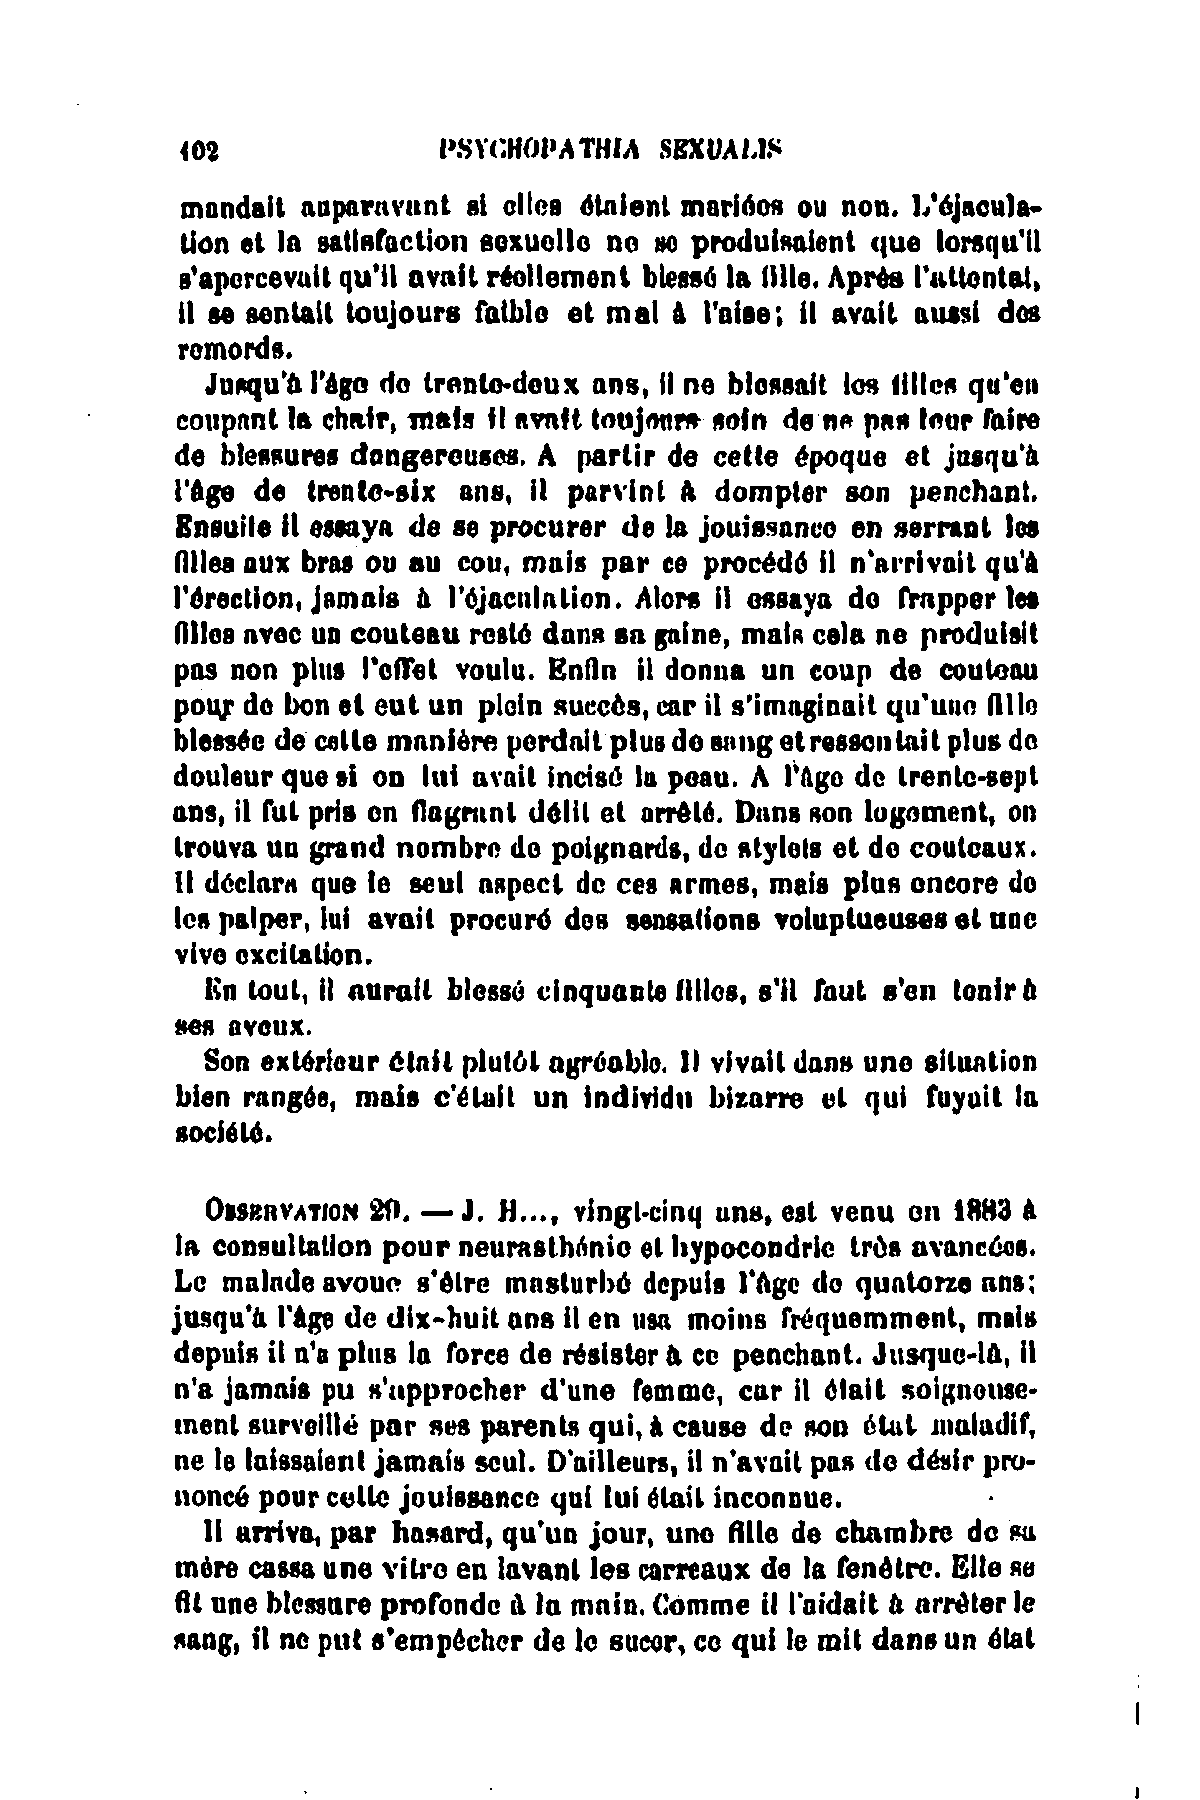 102 PSYCHOPATHIA SEXUALIS
mandait auparavant si elles étaient mariées ou non. L'éjacula-
tion et la satisfaction sexuelle ne se produisaient que lorsqu'il
s'apercevait qu'il avait réellement blessé la fille. Après l'attentat,
il se sentait toujours faible et mal à l'aise; il avait aussi des
remords.
Jusqu'à l'âge de trente-deux ans, il ne blessait les filles qu'en
coupant la chair, mais il avait toujours soin de ne pas leur faire
de blessures dangereuses. A partir de cette époque et jusqu'à
l'âge de trente-six ans, il parvint à dompter son penchant.
Ensuite il essaya de se procurer de la jouissance en serrant les
filles aux bras ou au cou, mais par ce procédé il n'arrivait qu'à
l'érection, jamais à l'éjaculation. Alors il essaya de frapper les
filles avec un couteau resté dans sa gaine, mais cela ne produisit
pas non plus l'effet voulu. Enfin il donna un coup de couteau
pour de bon et eut un plein succès, car il s'imaginait qu'une fille
blessée de cette manière perdait plus de sang et ressentait plus de
douleur que si on lui avait incisé la peau. A l'âge de trente-sept
ans, il fut pris en flagrant délit et arrêté. Dans son logement, on
trouva un grand nombre de poignards, de stylets et de couteaux.
Il déclara que le seul aspect de ces armes, mais plus encore de
les palper, lui avait procuré des sensations voluptueuses et une
vive excitation.
En tout, il aurait blessé cinquante filles, s'il faut s'en tenir à
ses aveux.
Son extérieur était plutôt agréable. Il vivait dans une situation
bien rangée, mais c'était un individu bizarre et qui fuyait la
société.
OBSERVATION 20. — J. H..., vingt-cinq ans, est venu en 1883 à
la consultation pour neurasthénie et hypocondrie très avancées.
Le malade avoue s'être masturbé depuis l'âge de quatorze ans;
jusqu'à l'âge de dix-huit ans il en usa moins fréquemment, mais
depuis il n'a plus la force de résister à ce penchant. Jusque-là, il
n'a jamais pu s'approcher d'une femme, car il était soigneuse-
ment surveillé par ses parents qui, à cause de son état maladif,
ne le laissaient jamais seul. D'ailleurs, il n'avait pas de désir pro-
noncé pour cette jouissance qui lui était inconnue.
Il arriva, par hasard, qu'un jour, une fille de chambre de sa
mère cassa une vitre en lavant les carreaux de la fenêtre. Elle se
fit une blessure profonde à la main. Comme il l'aidait à arrêter le
sang, il ne put s'empêcher de le sucer, ce qui le mit dans un état